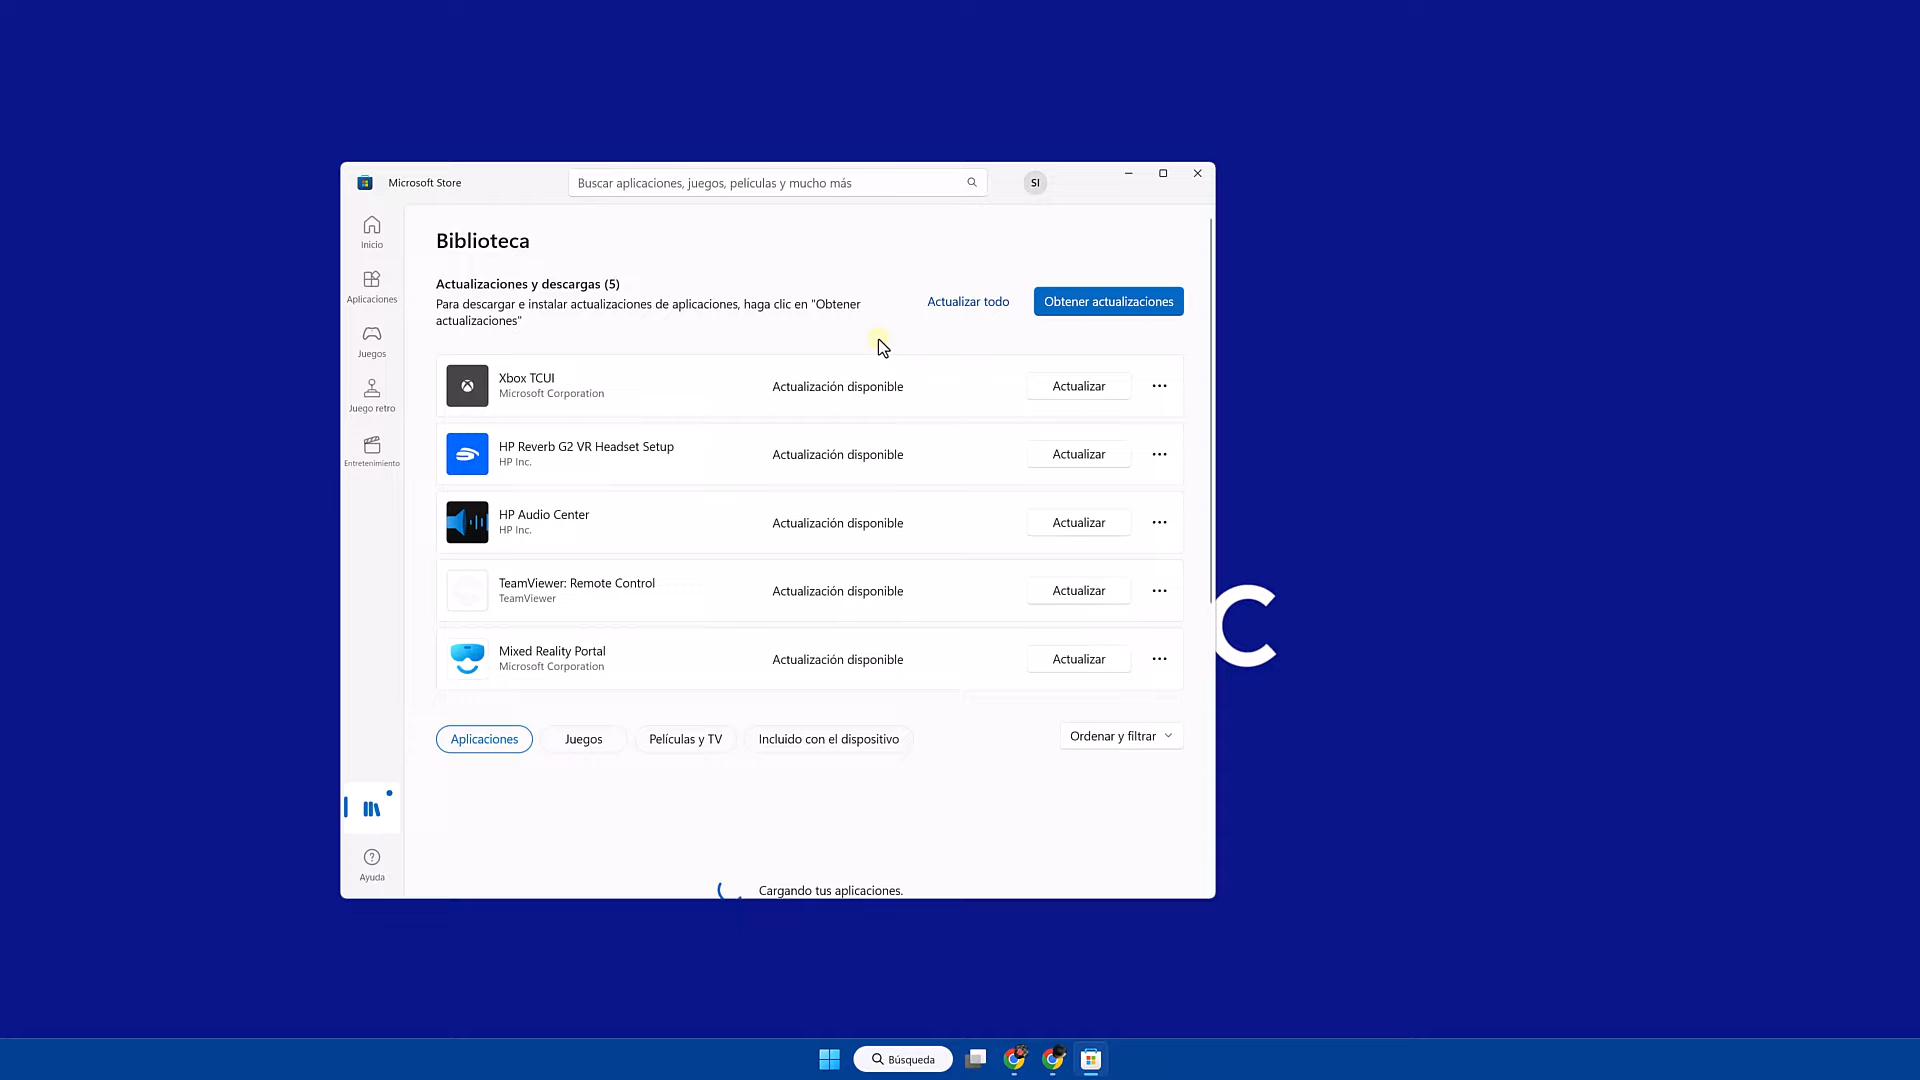 Microsoft Store
Buscar aplicaciones, juegos, películas y mucho más
SI
Inicio
Aplicaciones
Juegos
Juego retro
Entretenimiento
Biblioteca
Actualizaciones y descargas (5)
Para descargar e instalar actualizaciones de aplicaciones, haga clic en "Obtener
actualizaciones"
Actualizar todo
Obtener actualizaciones
Xbox TCUI
Microsoft Corporation
Actualización disponible
Actualizar
HP Reverb G2 VR Headset Setup
HP Inc.
Actualización disponible
Actualizar
HP Audio Center
HP Inc.
Actualización disponible
Actualizar
TeamViewer: Remote Control
TeamViewer
Actualización disponible
Actualizar
Mixed Reality Portal
Microsoft Corporation
Actualización disponible
Actualizar
Aplicaciones
Juegos
Películas y TV
Incluido con el dispositivo
Ordenar y filtrar
Ayuda
Cargando tus aplicaciones.
C
Búsqueda